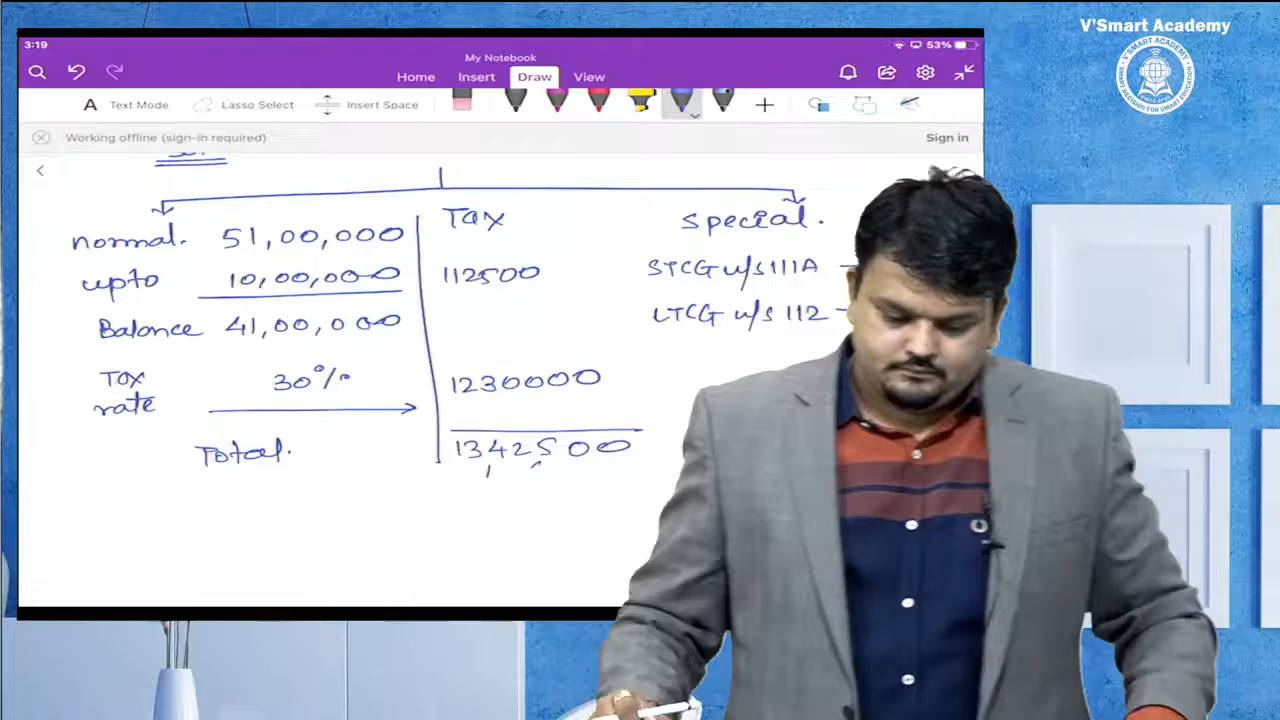 V'Smart Academy
3:19
53%
My Notebook
Home Insert Draw View
A Text Mode Lasso Select Insert Space
Working offline (sign-in required) Sign in
normal. 51,00,000 Tax Special.
upto 10,00,000 112500 STCG u/s 111A
Balance 41,00,000 LTCG u/s 112
Tax rate 30% 1230000
Total. 1342500